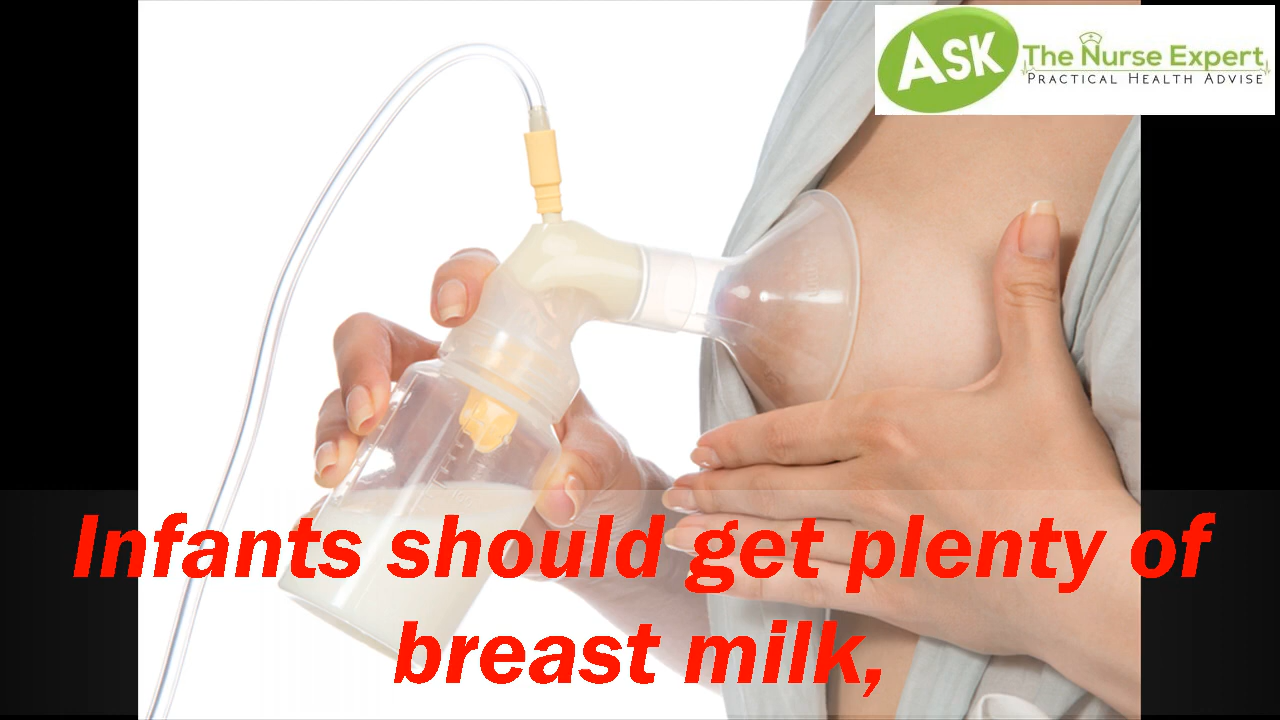 ASK The Nurse Expert
PRACTICAL HEALTH ADVISE
Infants should get plenty of
breast milk,